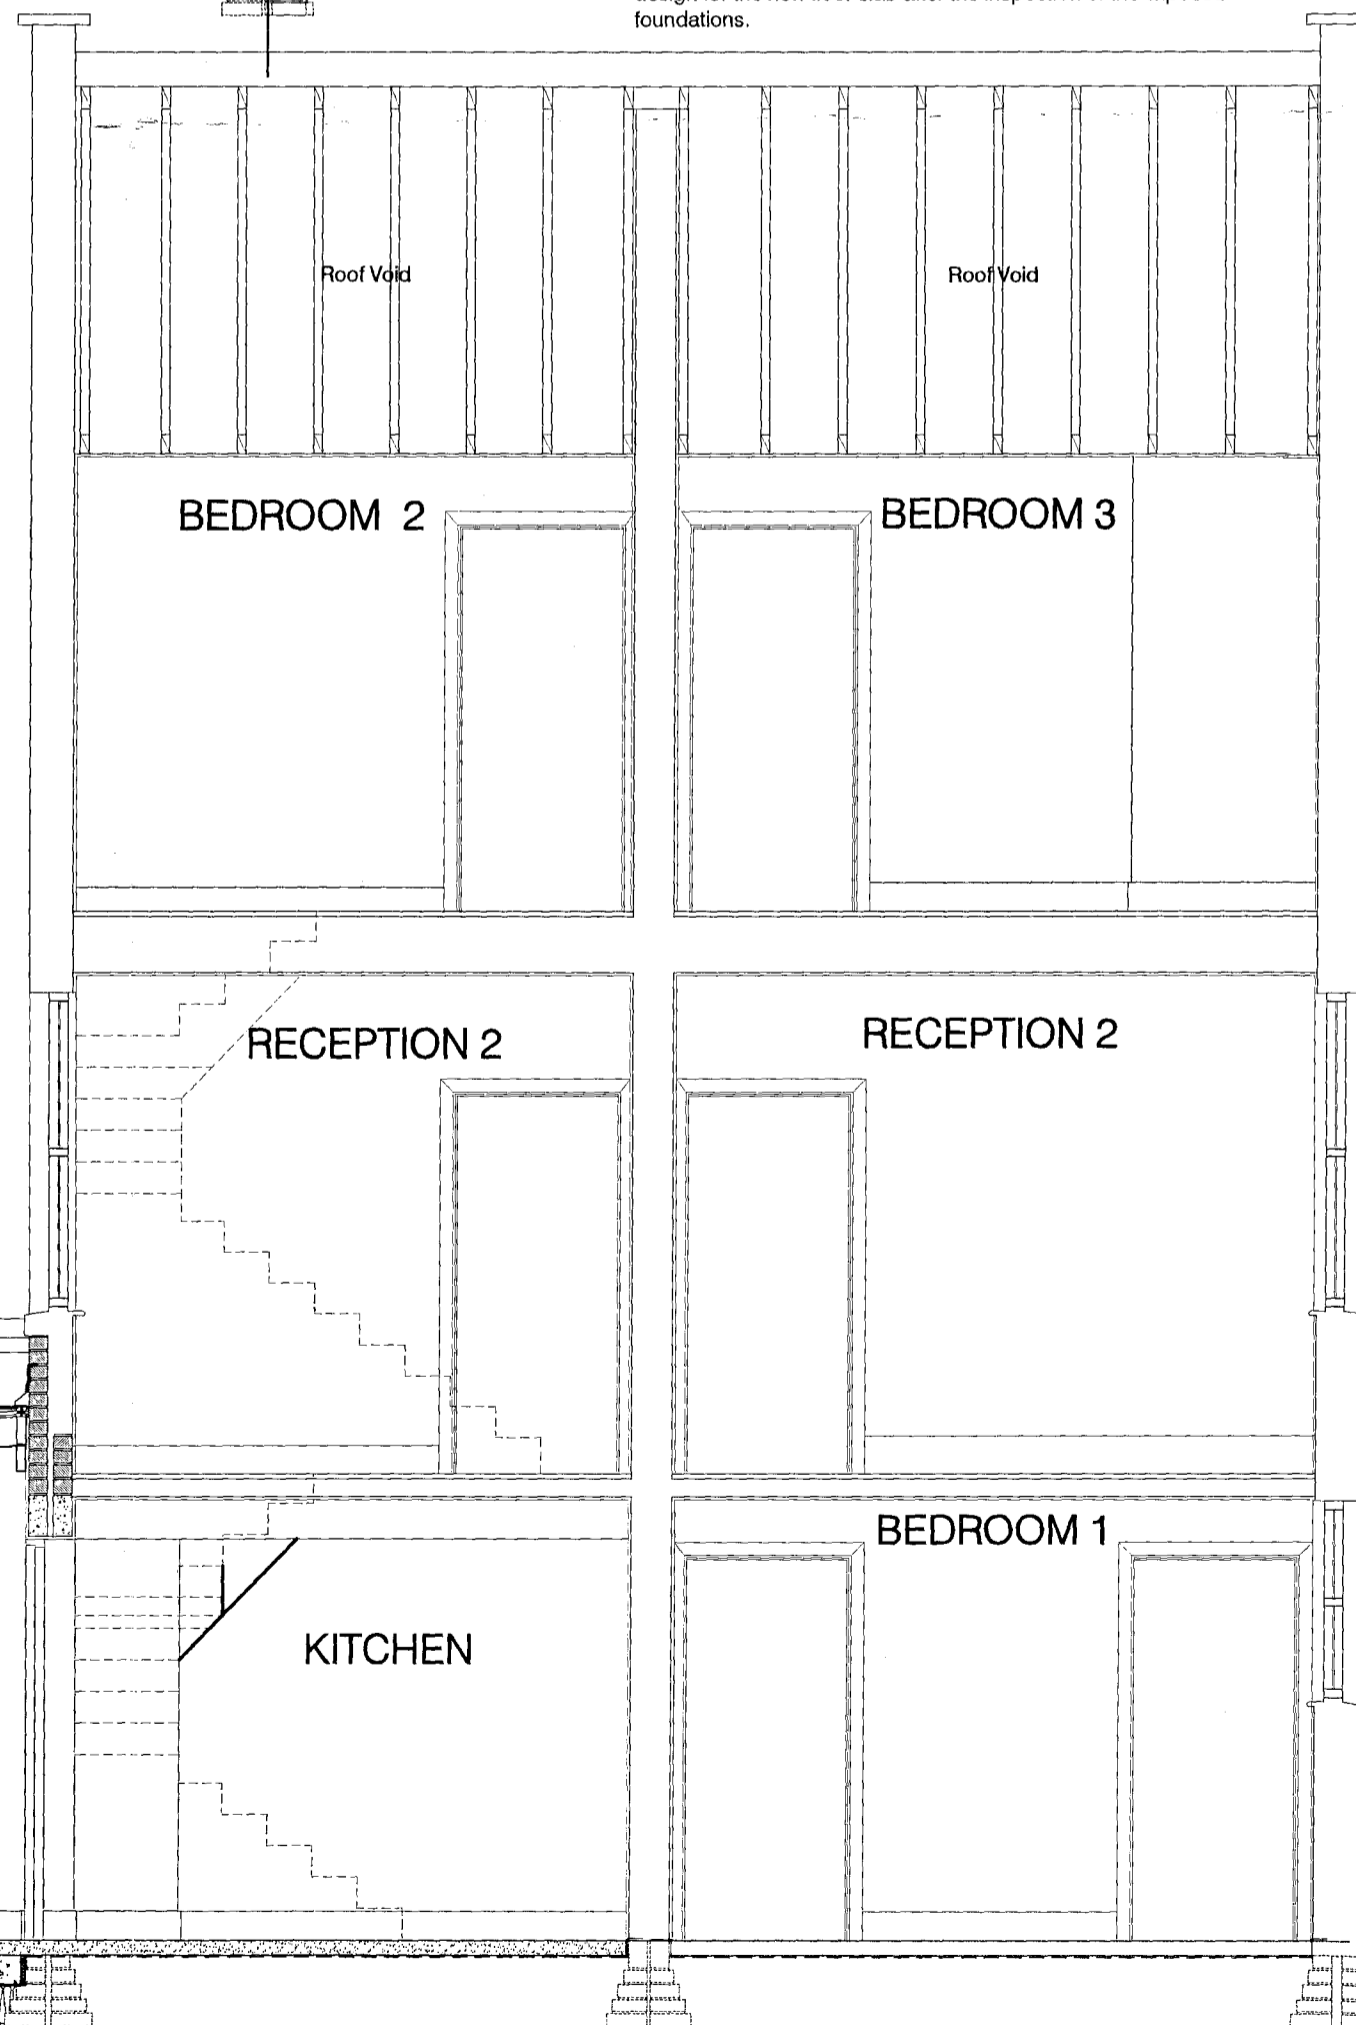 foundations.
Roof Void
Roof Void
BEDROOM 2
BEDROOM 3
RECEPTION 2
RECEPTION 2
BEDROOM 1
KITCHEN